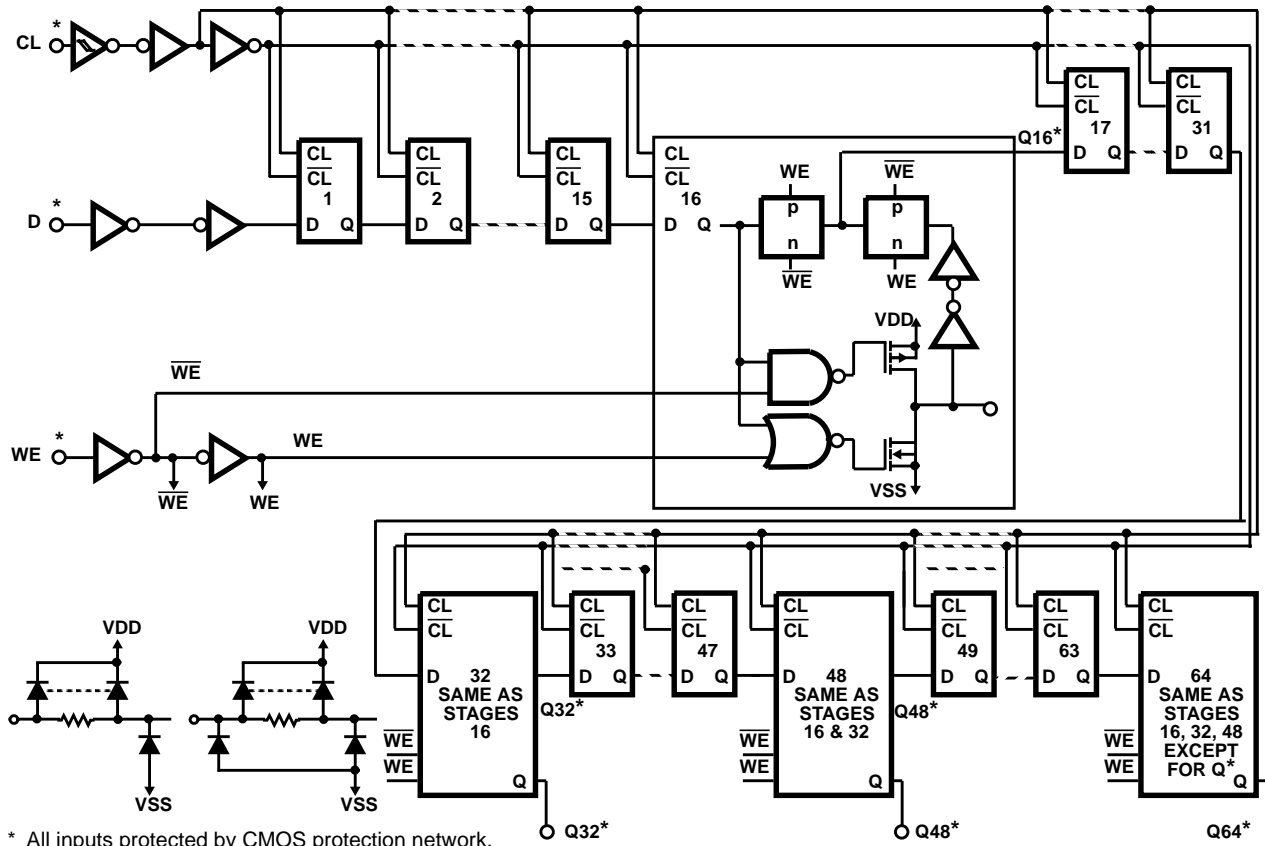 *
CL
CL
CL
1
D Q
CL
CL
2
D Q
CL
CL
15
D Q
CL
CL
16
D Q
WE
p
n
WE
WE
p
n
WE
VDD
VSS
Q16*
CL
CL
17
D Q
CL
CL
31
D Q
*
D
WE
*
WE
WE
WE
WE
CL
CL
D
32
SAME AS
STAGES
16
WE
WE
Q
Q32*
Q32*
CL
CL
33
D Q
CL
CL
47
D Q
CL
CL
D
48
SAME AS
STAGES
16 & 32
WE
WE
Q
Q48*
Q48*
CL
CL
49
D Q
CL
CL
63
D Q
CL
CL
D
64
SAME AS
STAGES
16, 32, 48
EXCEPT
FOR Q*
WE
WE
Q
Q64*
VDD
VSS
VDD
VSS
* All inputs protected by CMOS protection network.